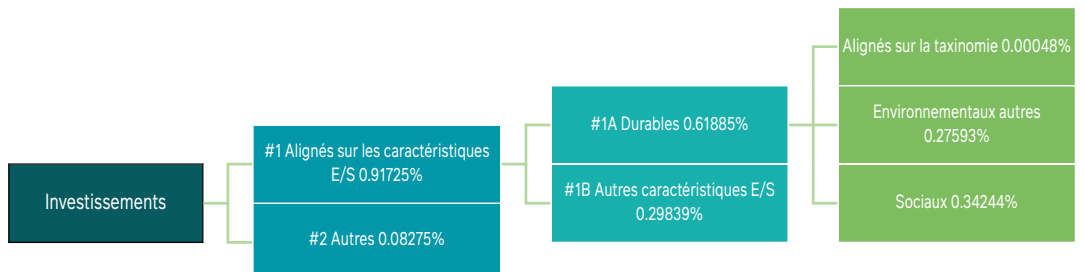 Investissements
#1 Alignés sur les caractéristiques
E/S 0.91725%
#2 Autres 0.08275%
#1A Durables 0.61885%
#1B Autres caractéristiques E/S
0.29839%
Alignés sur la taxinomie 0.00048%
Environnementaux autres
0.27593%
Sociaux 0.34244%